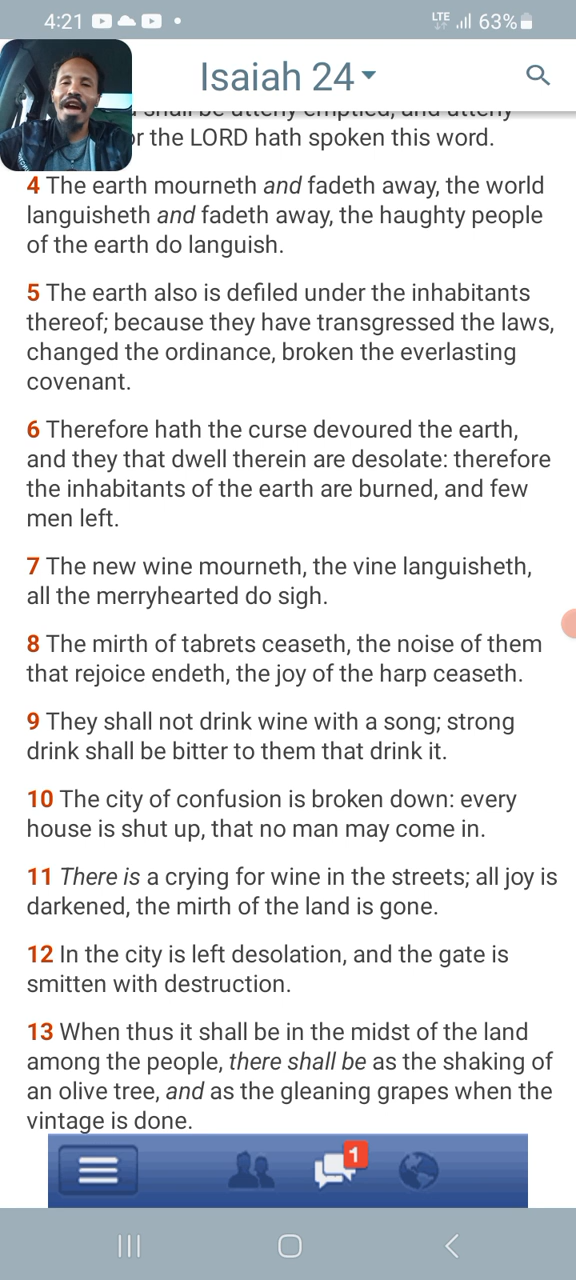 4:21
LTE 63%
Isaiah 24
shall be utterly emptied, and utterly
the LORD hath spoken this word.
4 The earth mourneth and fadeth away, the world
languisheth and fadeth away, the haughty people
of the earth do languish.
5 The earth also is defiled under the inhabitants
thereof; because they have transgressed the laws,
changed the ordinance, broken the everlasting
covenant.
6 Therefore hath the curse devoured the earth,
and they that dwell therein are desolate: therefore
the inhabitants of the earth are burned, and few
men left.
7 The new wine mourneth, the vine languisheth,
all the merryhearted do sigh.
8 The mirth of tabrets ceaseth, the noise of them
that rejoice endeth, the joy of the harp ceaseth.
9 They shall not drink wine with a song; strong
drink shall be bitter to them that drink it.
10 The city of confusion is broken down: every
house is shut up, that no man may come in.
11 There is a crying for wine in the streets; all joy is
darkened, the mirth of the land is gone.
12 In the city is left desolation, and the gate is
smitten with destruction.
13 When thus it shall be in the midst of the land
among the people, there shall be as the shaking of
an olive tree, and as the gleaning grapes when the
vintage is done.
1